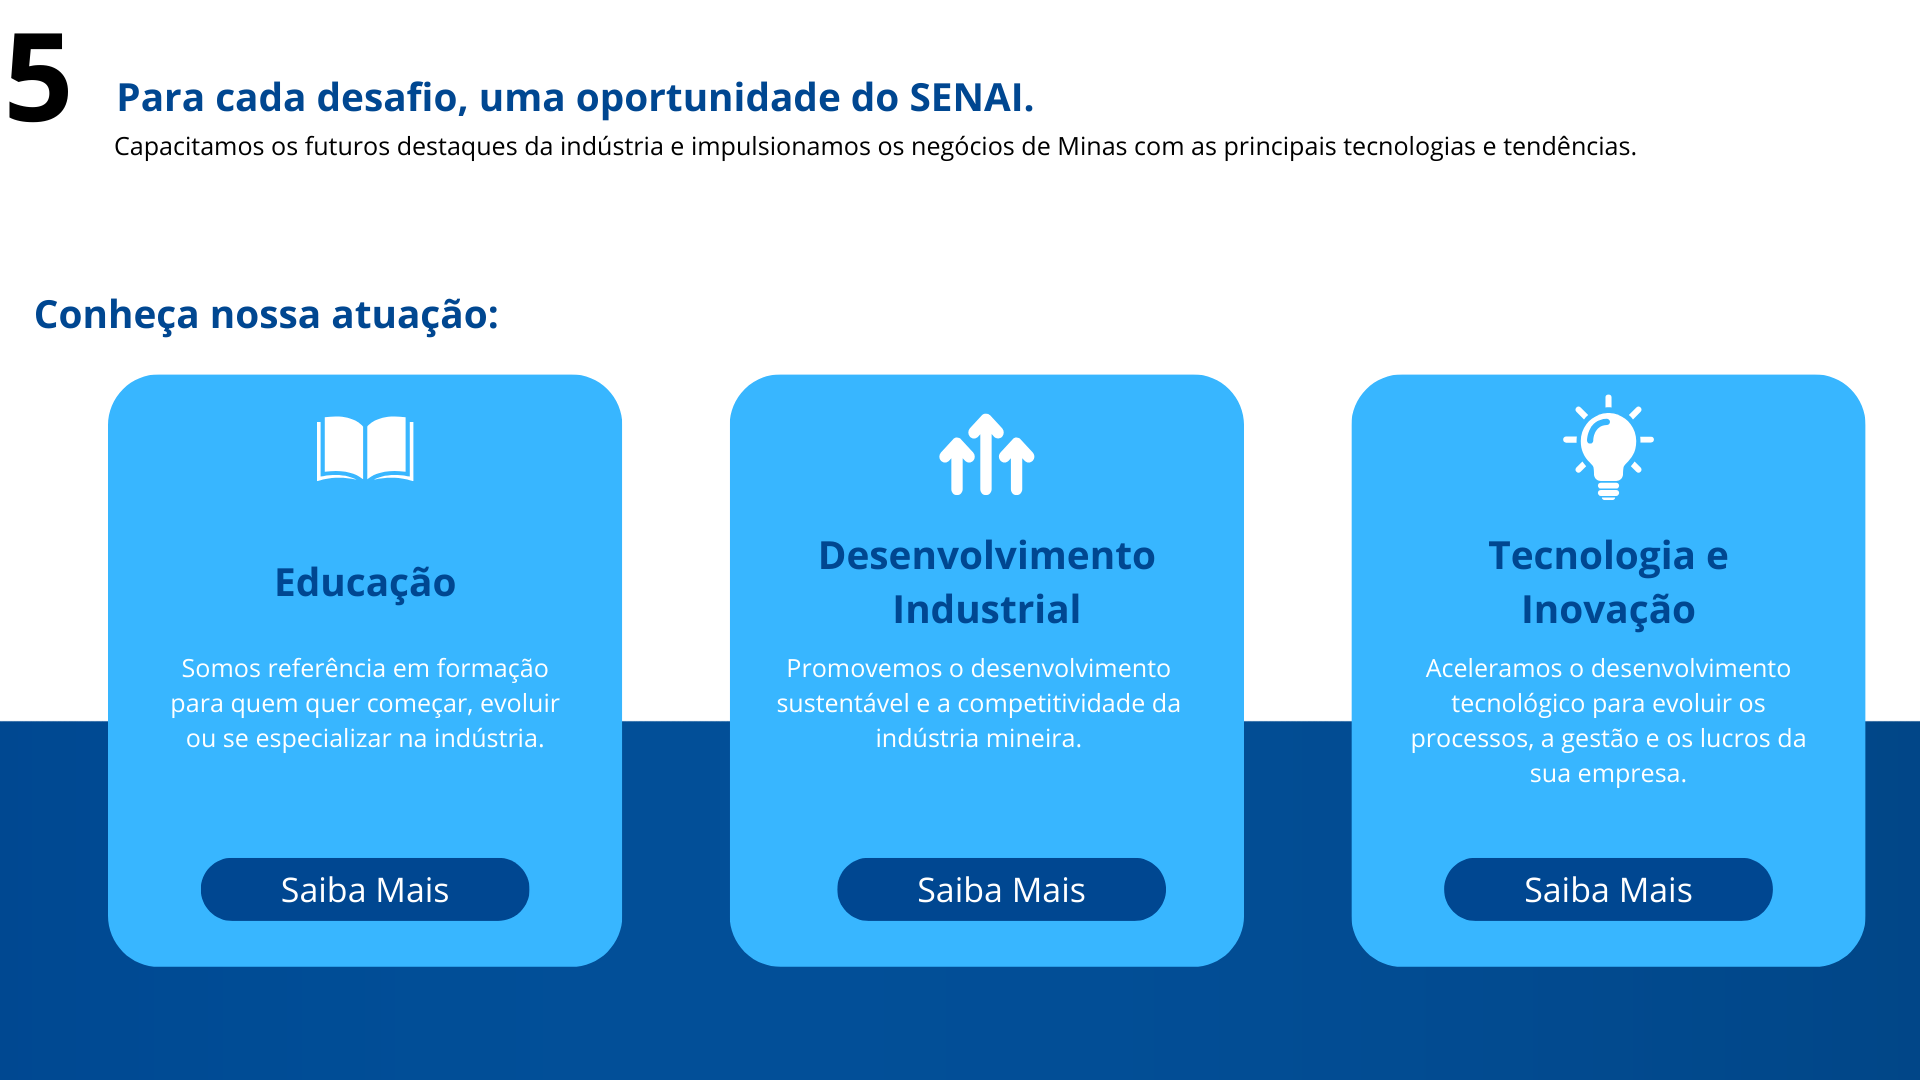 5
Para cada desafio, uma oportunidade do SENAI.
Capacitamos os futuros destaques da indústria e impulsionamos os negócios de Minas com as principais tecnologias e tendências.
Conheça nossa atuação:
Educação
Somos referência em formação
para quem quer começar, evoluir
ou se especializar na indústria.
Saiba Mais
Desenvolvimento
Industrial
Promovemos o desenvolvimento
sustentável e a competitividade da
indústria mineira.
Saiba Mais
Tecnologia e
Inovação
Aceleramos o desenvolvimento
tecnológico para evoluir os
processos, a gestão e os lucros da
sua empresa.
Saiba Mais